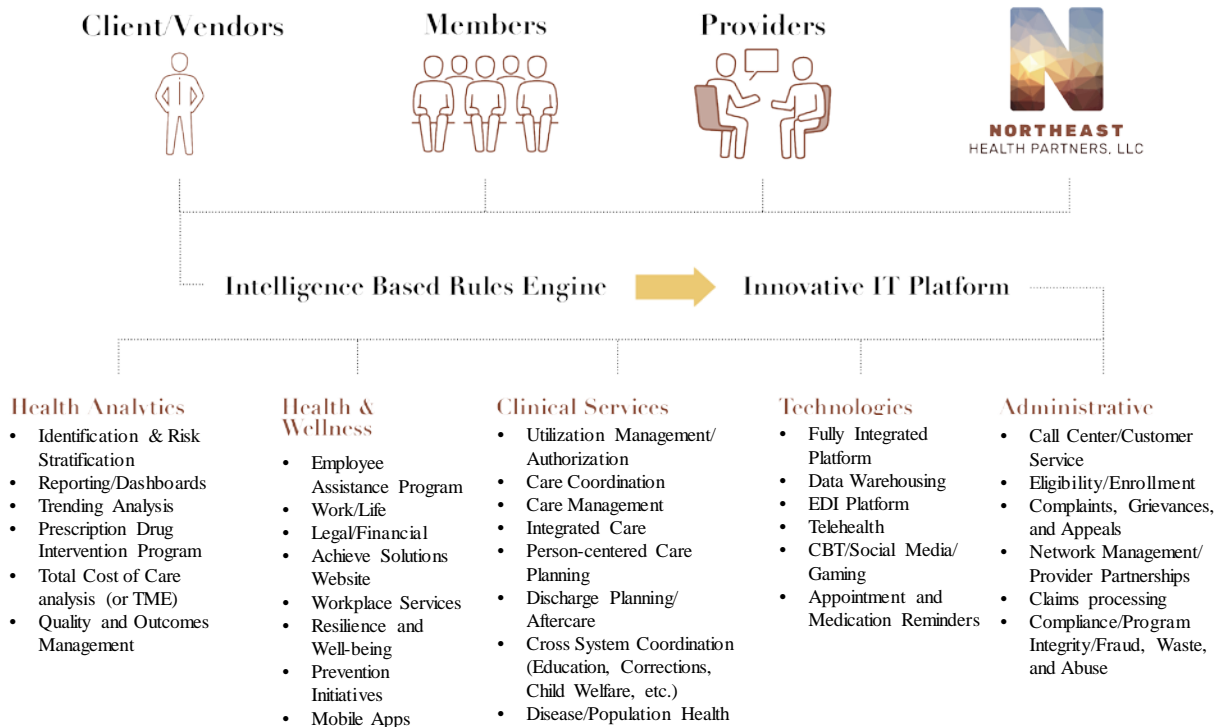 Client/Vendors
Members
Providers
N
NORTHEAST
HEALTH PARTNERS, LLC
Intelligence Based Rules Engine
Innovative IT Platform
Health Analytics
• Identification & Risk
Stratification
• Reporting/Dashboards
• Trending Analysis
• Prescription Drug
Intervention Program
• Total Cost of Care
analysis (or TME)
• Quality and Outcomes
Management
Health &
Wellness
• Employee
Assistance Program
• Work/Life
• Legal/Financial
• Achieve Solutions
Website
• Workplace Services
• Resilience and
Well-being
• Prevention
Initiatives
• Mobile Apps
Clinical Services
• Utilization Management/
Authorization
• Care Coordination
• Care Management
• Integrated Care
• Person-centered Care
Planning
• Discharge Planning/
Aftercare
• Cross System Coordination
(Education, Corrections,
Child Welfare, etc.)
• Disease/Population Health
Technologies
• Fully Integrated
Platform
• Data Warehousing
• EDI Platform
• Telehealth
• CBT/Social Media/
Gaming
• Appointment and
Medication Reminders
Administrative
• Call Center/Customer
Service
• Eligibility/Enrollment
• Complaints, Grievances,
and Appeals
• Network Management/
Provider Partnerships
• Claims processing
• Compliance/Program
Integrity/Fraud, Waste,
and Abuse